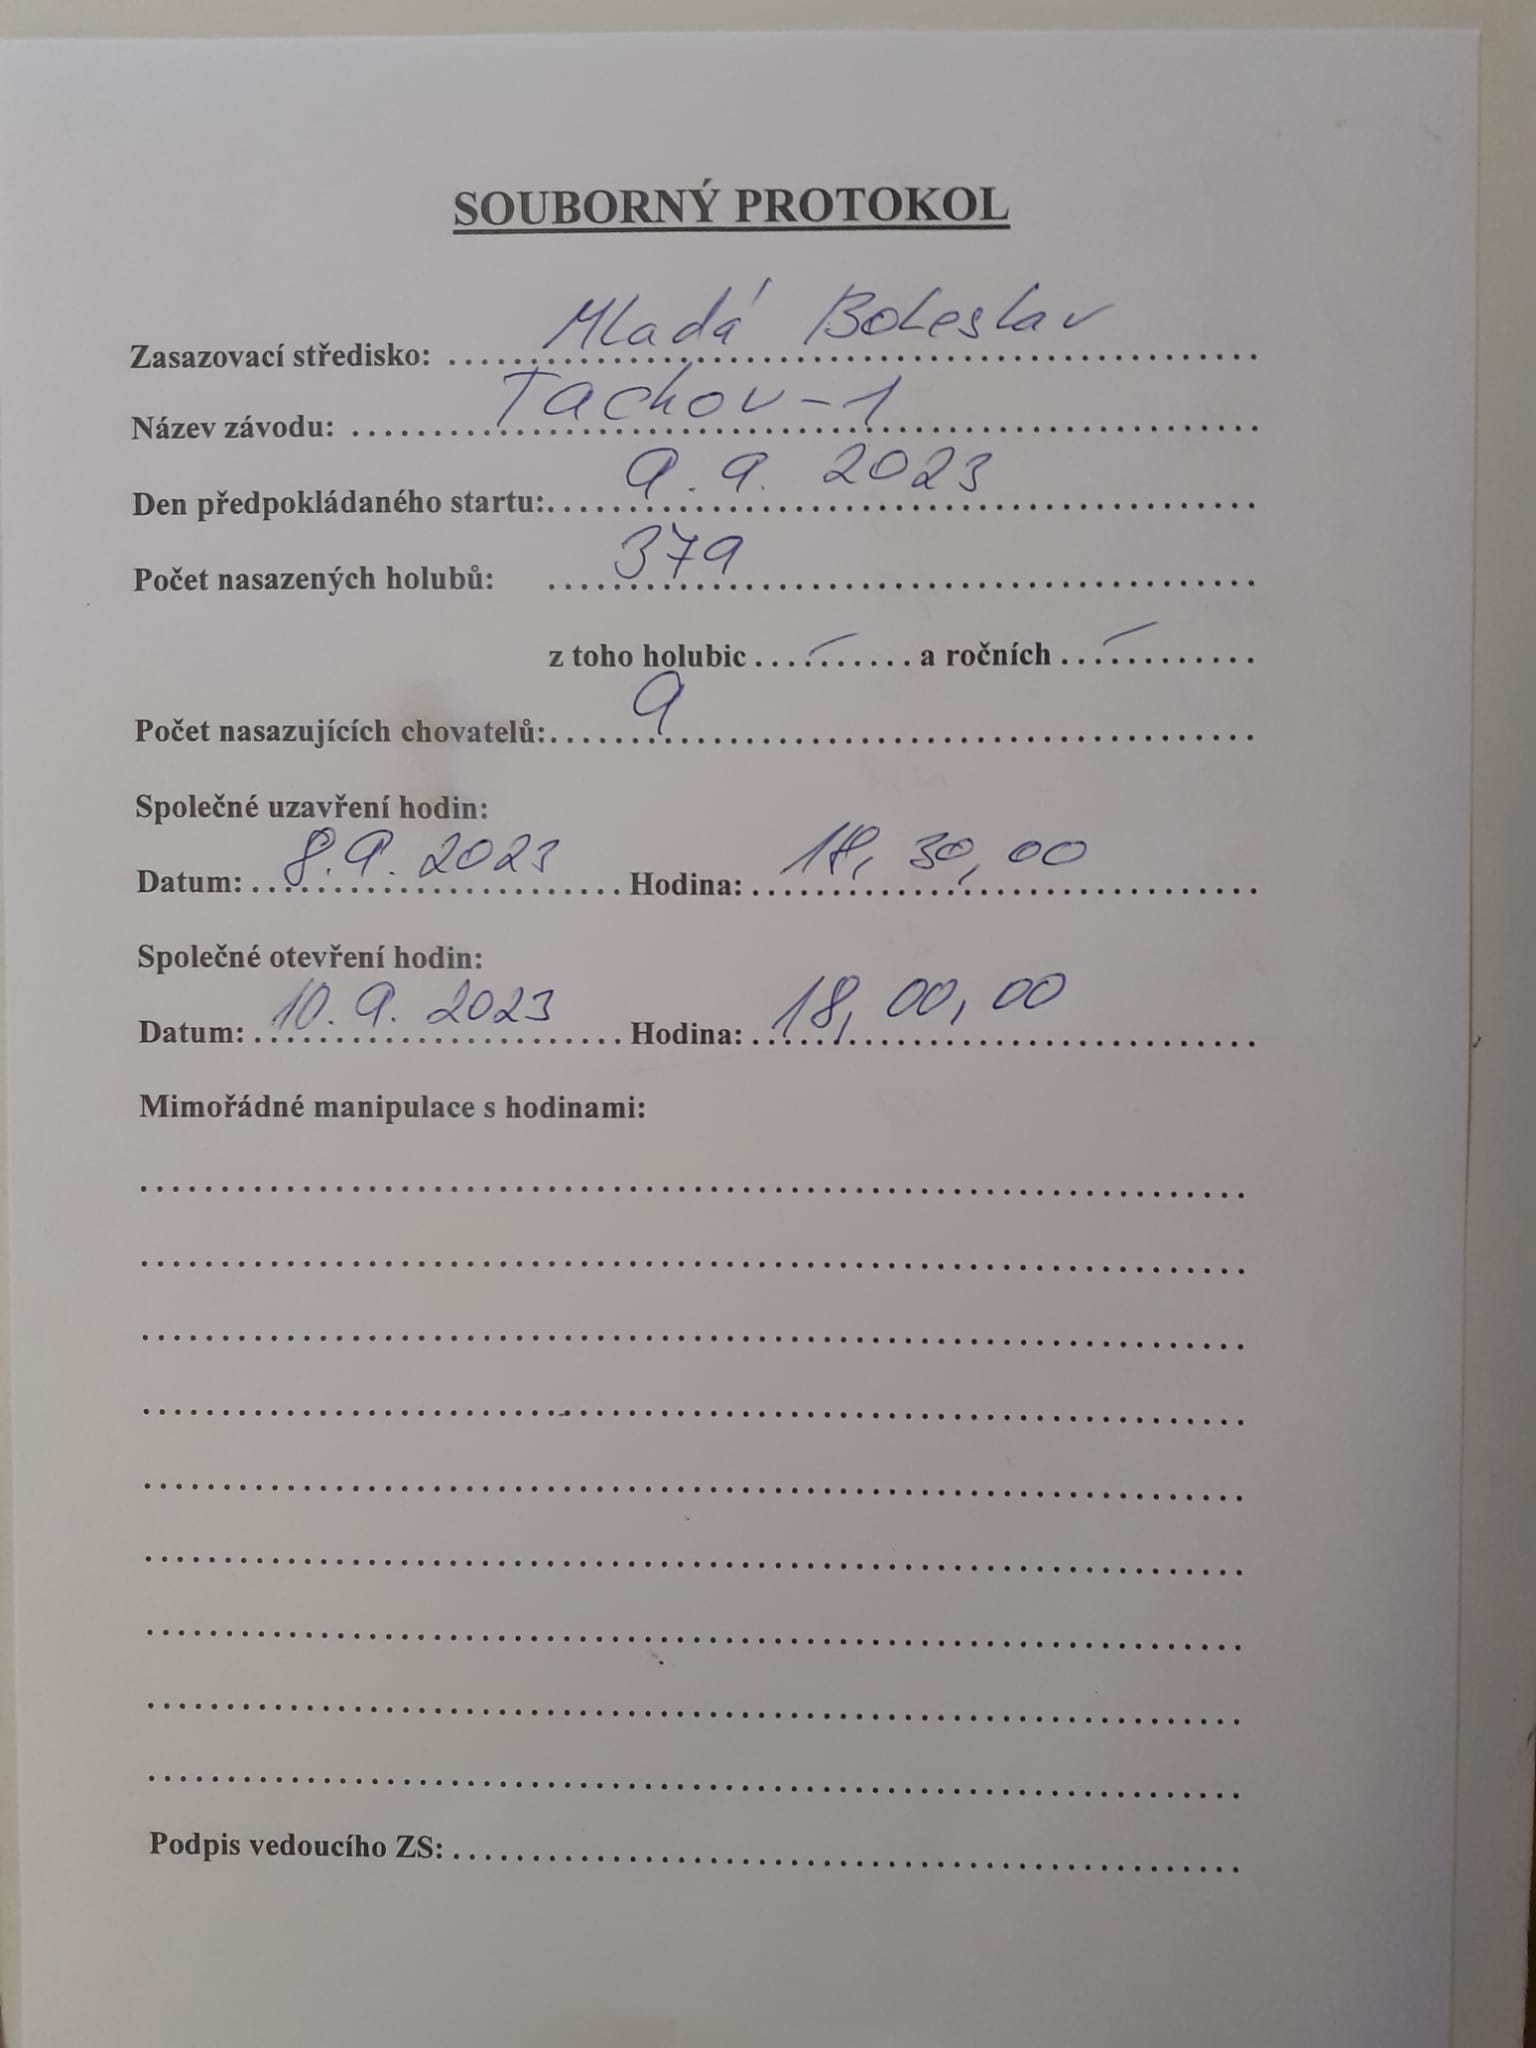 SOUBORNÝ PROTOKOL
Zasazovací středisko: Mladá Boleslav
Název závodu: Tachov-1
Den předpokládaného startu: 9. 9. 2023
Počet nasazených holubů: 379
z toho holubic - a ročních -
Počet nasazujících chovatelů: 9
Společné uzavření hodin:
Datum: 8.9. 2023 Hodina: 18, 30, 00
Společné otevření hodin:
Datum: 10. 9. 2023 Hodina: 18, 00, 00
Mimořádné manipulace s hodinami:
Podpis vedoucího ZS: